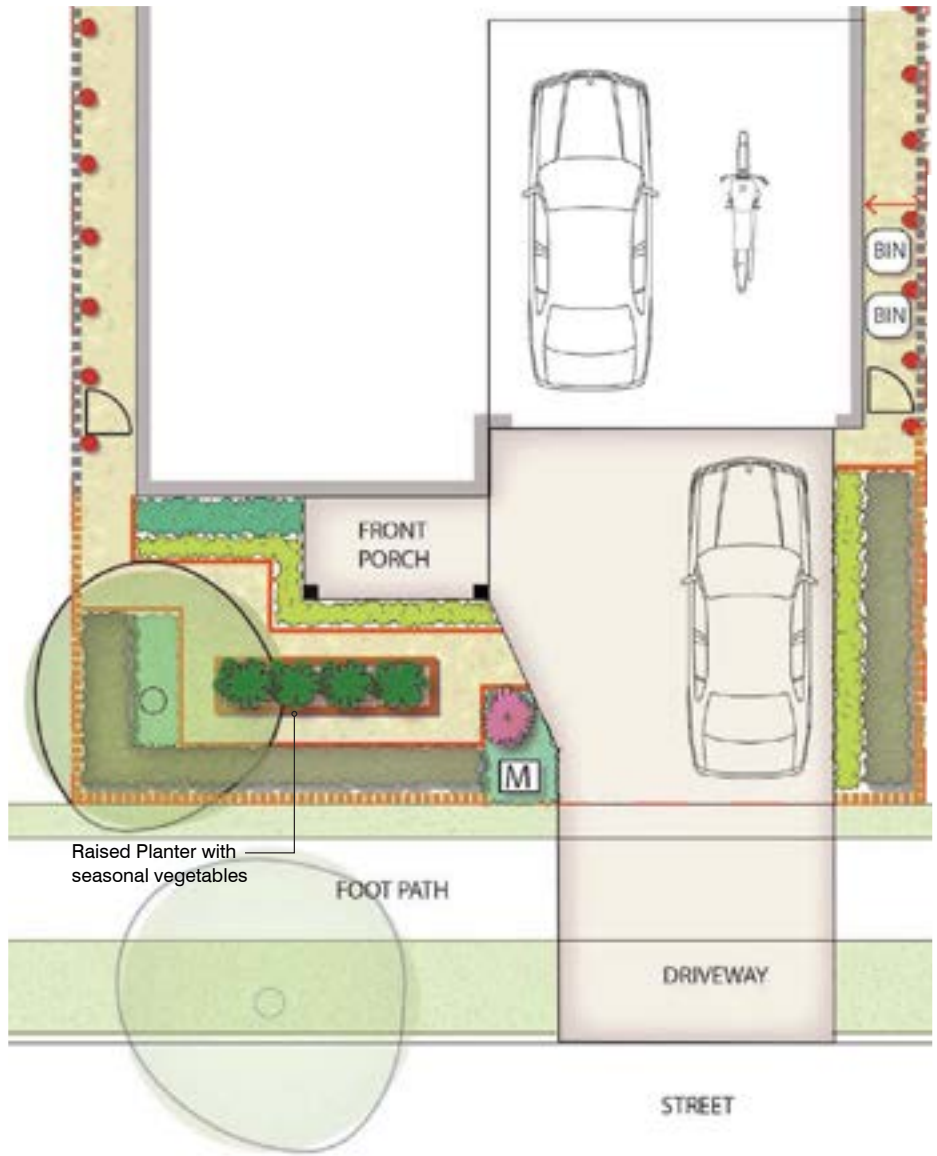 BIN
BIN
FRONT
PORCH
M
Raised Planter with
seasonal vegetables
FOOT PATH
DRIVEWAY
STREET